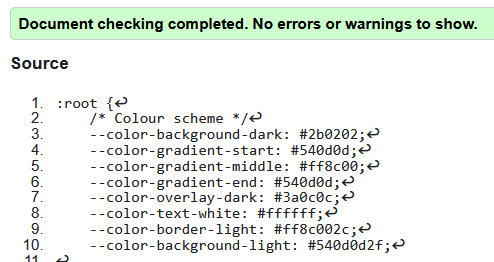 Document checking completed. No errors or warnings to show.
Source
1. :root {↩
2. /* Colour scheme */↩
3. --color-background-dark: #2b0202;↩
4. --color-gradient-start: #540d0d;↩
5. --color-gradient-middle: #ff8c00;↩
6. --color-gradient-end: #540d0d;↩
7. --color-overlay-dark: #3a0c0c;↩
8. --color-text-white: #ffffff;↩
9. --color-border-light: #ff8c002c;↩
10. --color-background-light: #540d0d2f;↩
11. ↩